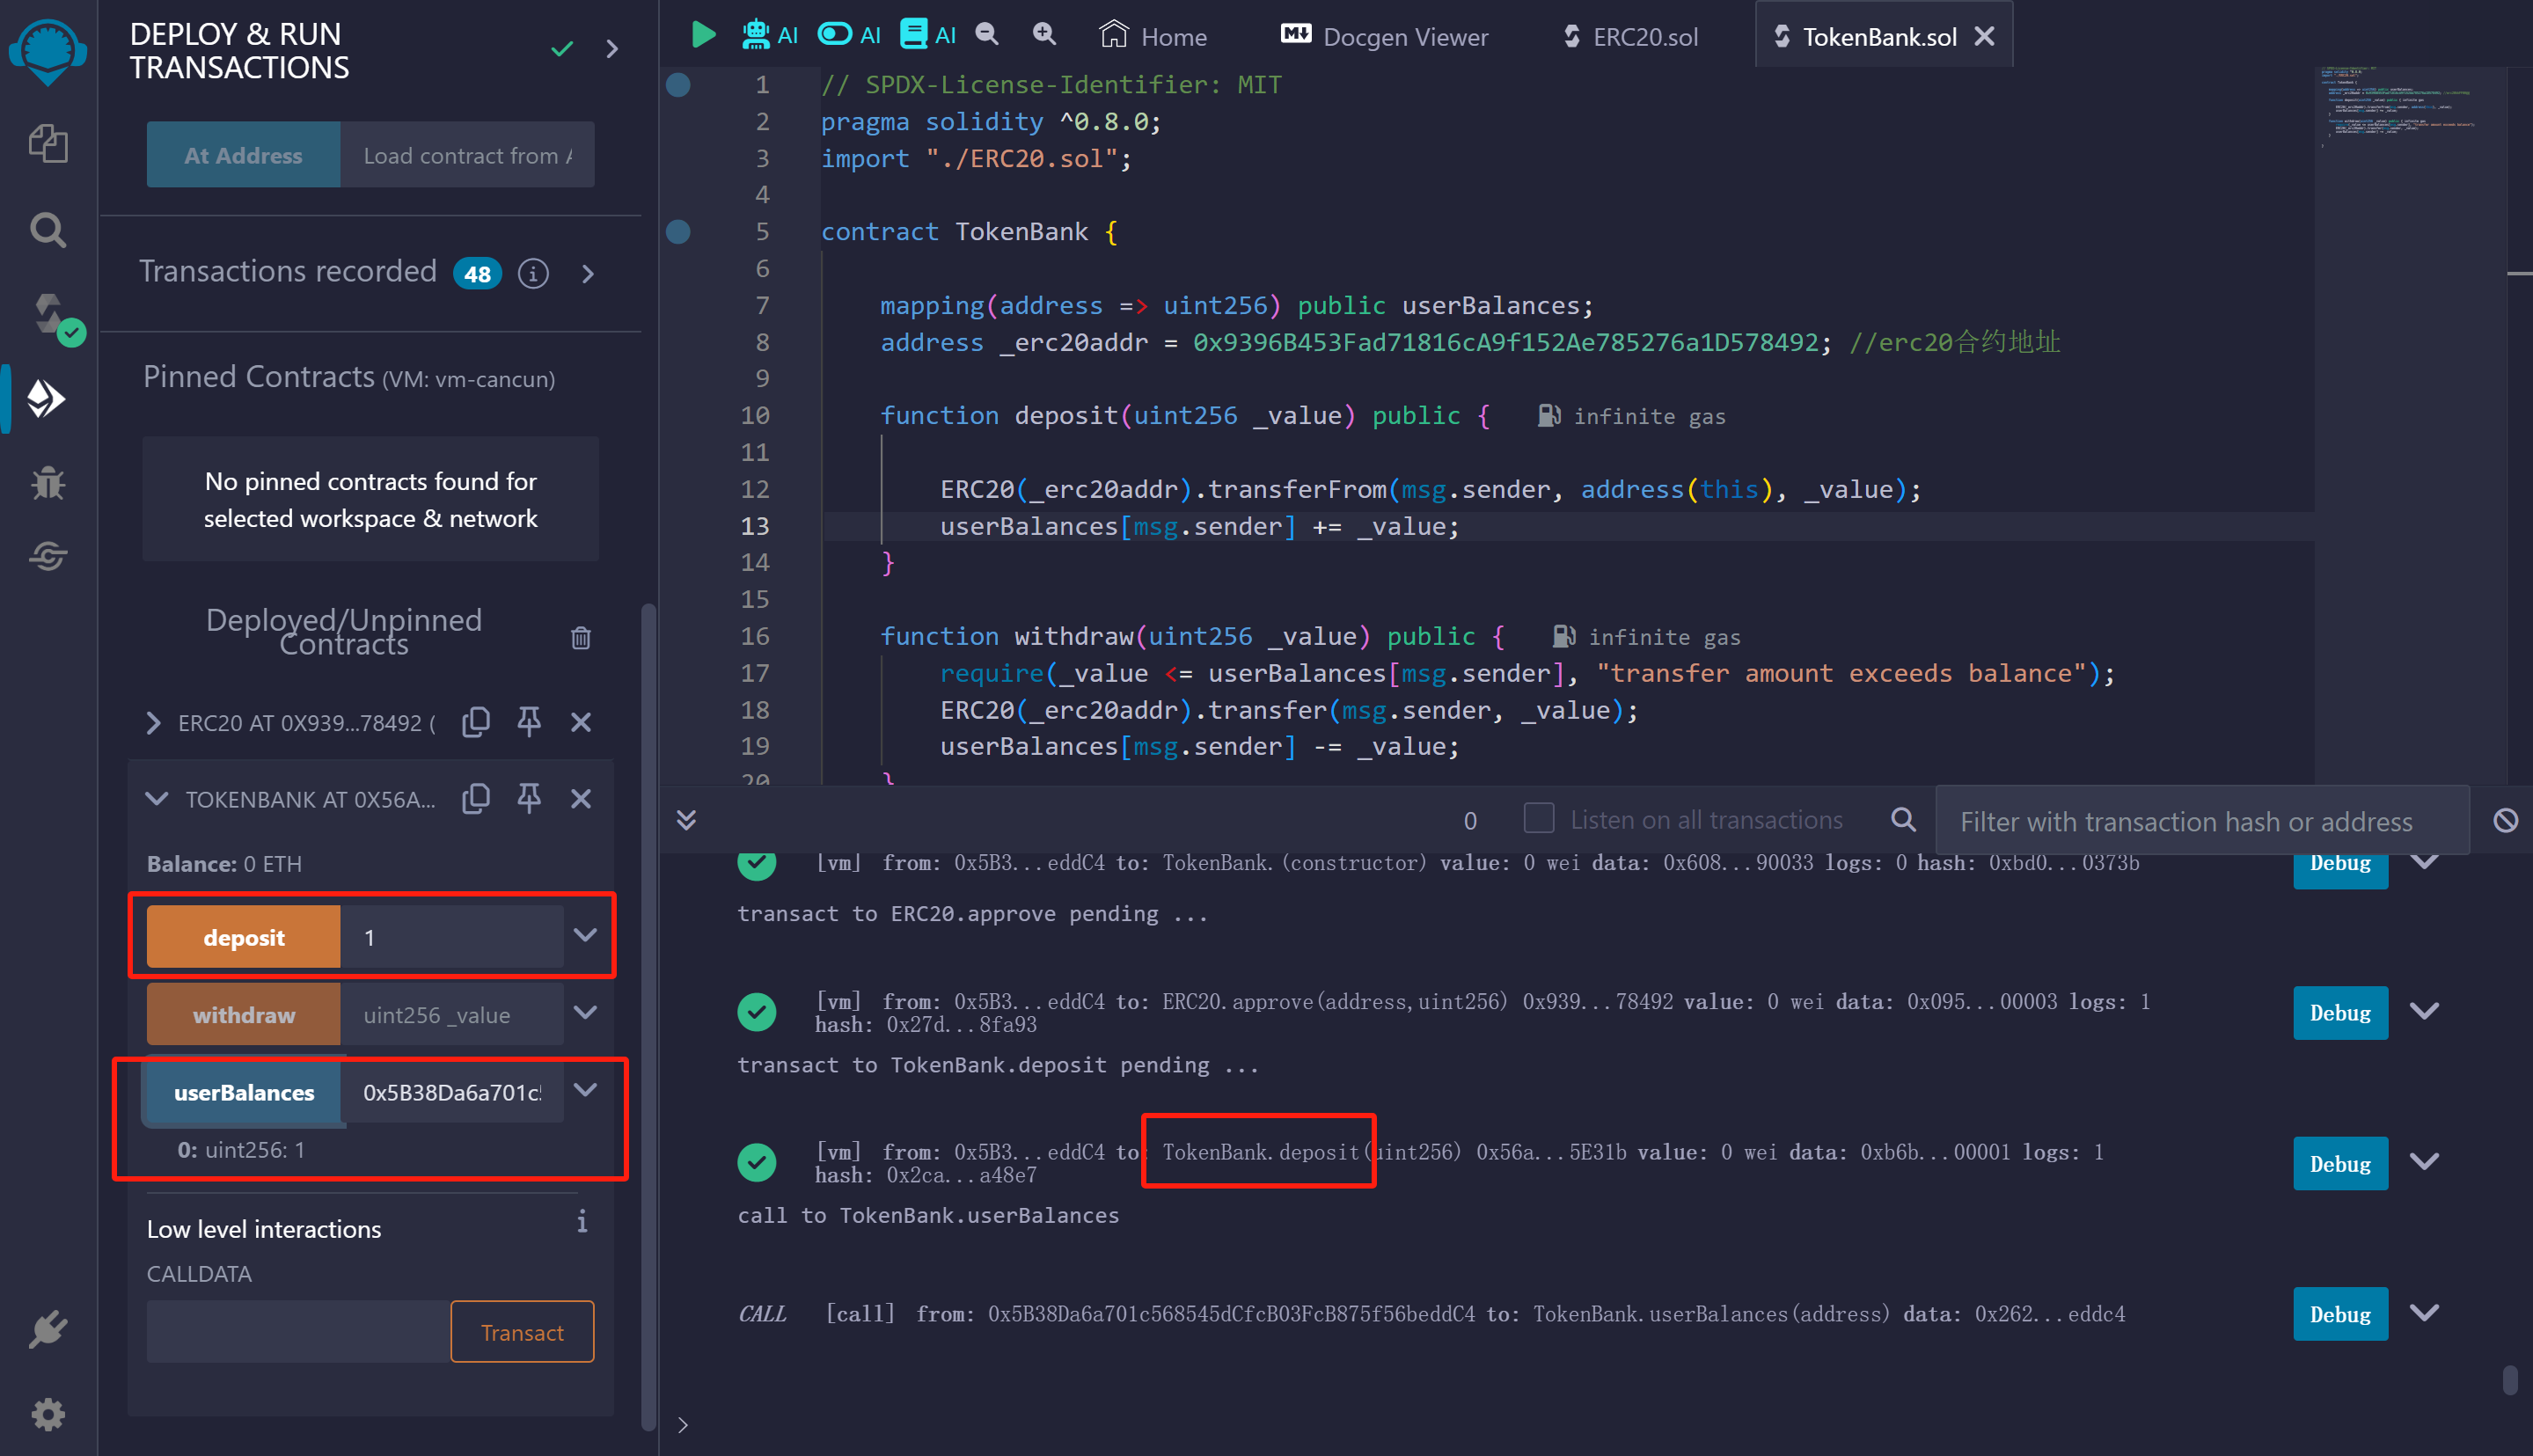 DEPLOY & RUN
TRANSACTIONS
At Address
Load contract from A
Transactions recorded 48
Pinned Contracts (VM: vm-cancun)
No pinned contracts found for
selected workspace & network
Deployed/Unpinned
Contracts
ERC20 AT 0X939...78492 (
TOKENBANK AT 0X56A...
Balance: 0 ETH
deposit 1
withdraw uint256 _value
userBalances 0x5B38Da6a701c5
0: uint256: 1
Low level interactions
CALLDATA
Transact
AI AI AI Home Docgen Viewer ERC20.sol TokenBank.sol
1 // SPDX-License-Identifier: MIT
2 pragma solidity ^0.8.0;
3 import "./ERC20.sol";
4
5 contract TokenBank {
6
7 mapping(address => uint256) public userBalances;
8 address _erc20addr = 0x9396B453Fad71816cA9f152Ae785276a1D578492; //erc20合约地址
9
10 function deposit(uint256 _value) public { infinite gas
11
12 ERC20(_erc20addr).transferFrom(msg.sender, address(this), _value);
13 userBalances[msg.sender] += _value;
14 }
15
16 function withdraw(uint256 _value) public { infinite gas
17 require(_value <= userBalances[msg.sender], "transfer amount exceeds balance");
18 ERC20(_erc20addr).transfer(msg.sender, _value);
19 userBalances[msg.sender] -= _value;
20 }
0 Listen on all transactions Filter with transaction hash or address
[vm] from: 0x5B3...eddC4 to: TokenBank.(constructor) value: 0 wei data: 0x608...90033 logs: 0 hash: 0xbd0...0373b Debug
transact to ERC20.approve pending ...
[vm] from: 0x5B3...eddC4 to: ERC20.approve(address,uint256) 0x939...78492 value: 0 wei data: 0x095...00003 logs: 1
hash: 0x27d...8fa93
Debug
transact to TokenBank.deposit pending ...
[vm] from: 0x5B3...eddC4 to: TokenBank.deposit(uint256) 0x56a...5E31b value: 0 wei data: 0xb6b...00001 logs: 1
hash: 0x2ca...a48e7
Debug
call to TokenBank.userBalances
CALL [call] from: 0x5B38Da6a701c568545dCfcB03FcB875f56beddC4 to: TokenBank.userBalances(address) data: 0x262...eddc4 Debug
>